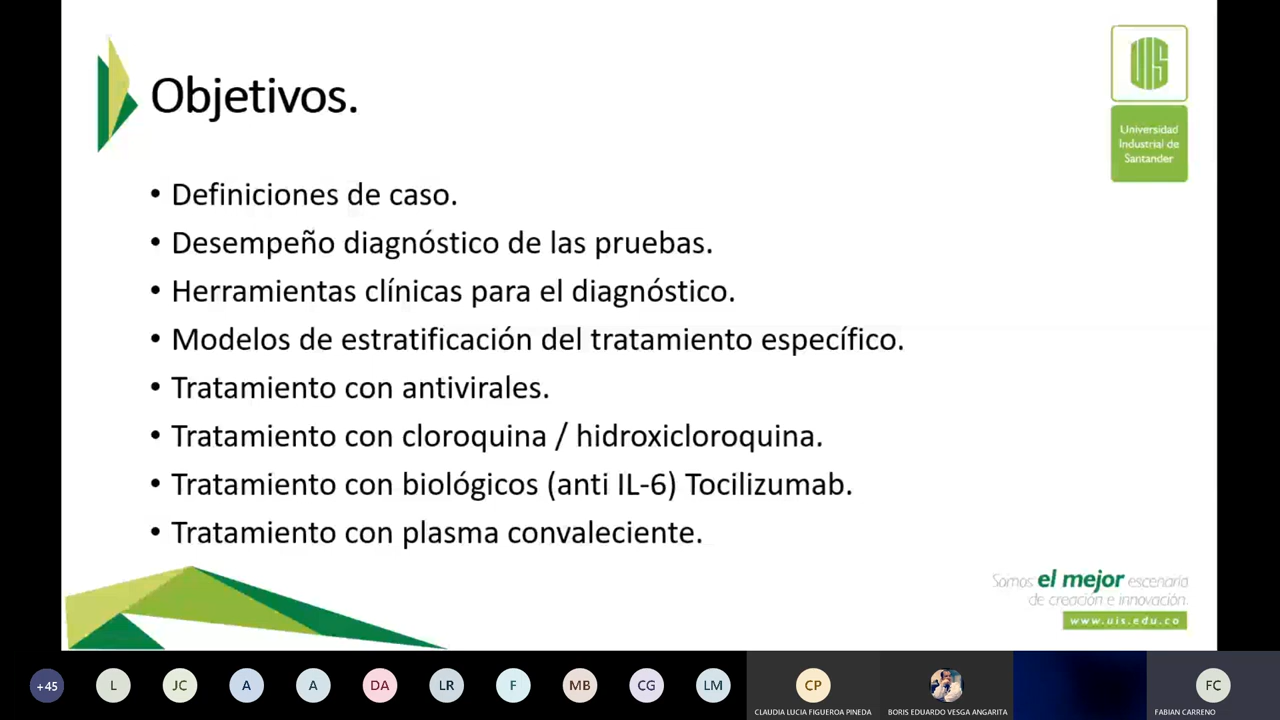 Objetivos.
UIS
Universidad
Industrial de
Santander
• Definiciones de caso.
• Desempeño diagnóstico de las pruebas.
• Herramientas clínicas para el diagnóstico.
• Modelos de estratificación del tratamiento específico.
• Tratamiento con antivirales.
• Tratamiento con cloroquina / hidroxicloroquina.
• Tratamiento con biológicos (anti IL-6) Tocilizumab.
• Tratamiento con plasma convaleciente.
Somos el mejor escenario
de creación e innovación.
www.uis.edu.co
+45 L JC A A DA LR F MB CG LM CP FC
CLAUDIA LUCIA FIGUEROA PINEDA BORIS EDUARDO VESGA ANGARITA FABIAN CARRENO